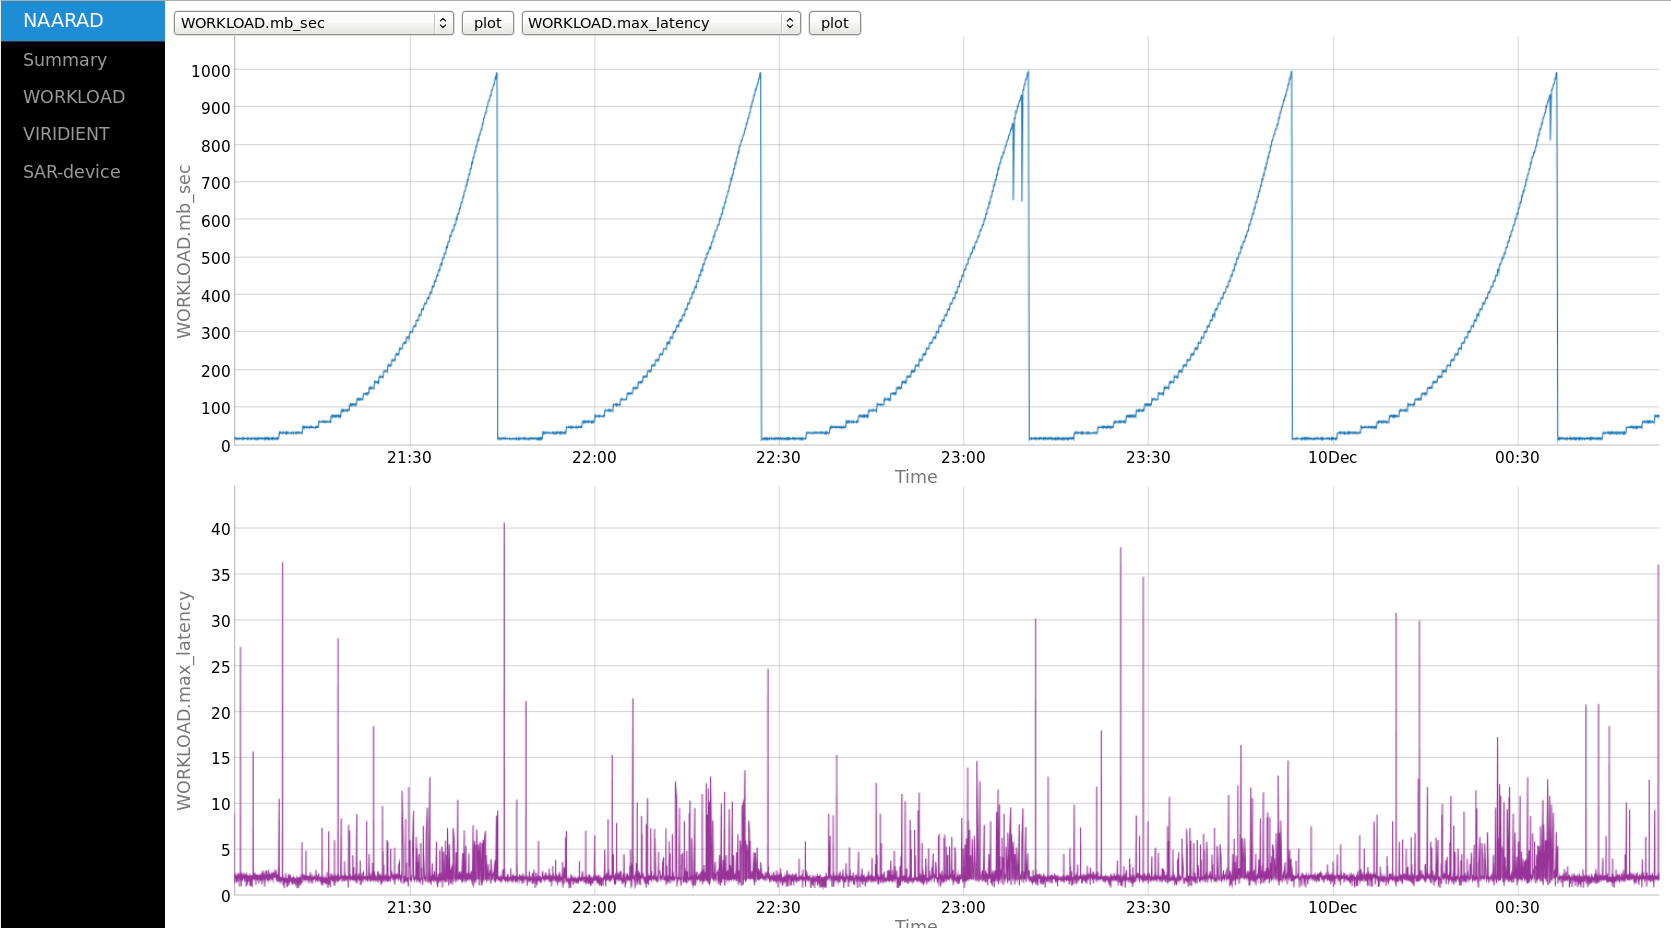 NAARAD
Summary
WORKLOAD
VIRIDIENT
SAR-device
WORKLOAD.mb_sec plot WORKLOAD.max_latency plot
WORKLOAD.mb_sec
1000
900
800
700
600
500
400
300
200
100
0
21:30 22:00 22:30 23:00 23:30 10Dec 00:30
Time
WORKLOAD.max_latency
40
35
30
25
20
15
10
5
0
21:30 22:00 22:30 23:00 23:30 10Dec 00:30
Time